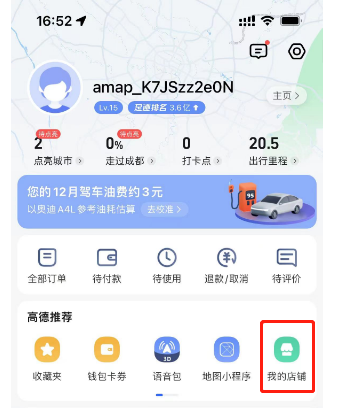 16:52
amap_K7JSzz2e0N
主页 >
Lv.15 足迹排名 3.6亿
待点亮 待点亮
2 0% 0 20.5
点亮城市 > 走过成都 > 打卡点 > 出行里程 >
您的12月驾车油费约3元
以奥迪A4L参考油耗估算 去校准 >
95
全部订单 待付款 待使用 退款/取消 待评价
高德推荐
3D
收藏夹 钱包卡券 语音包 地图小程序 我的店铺